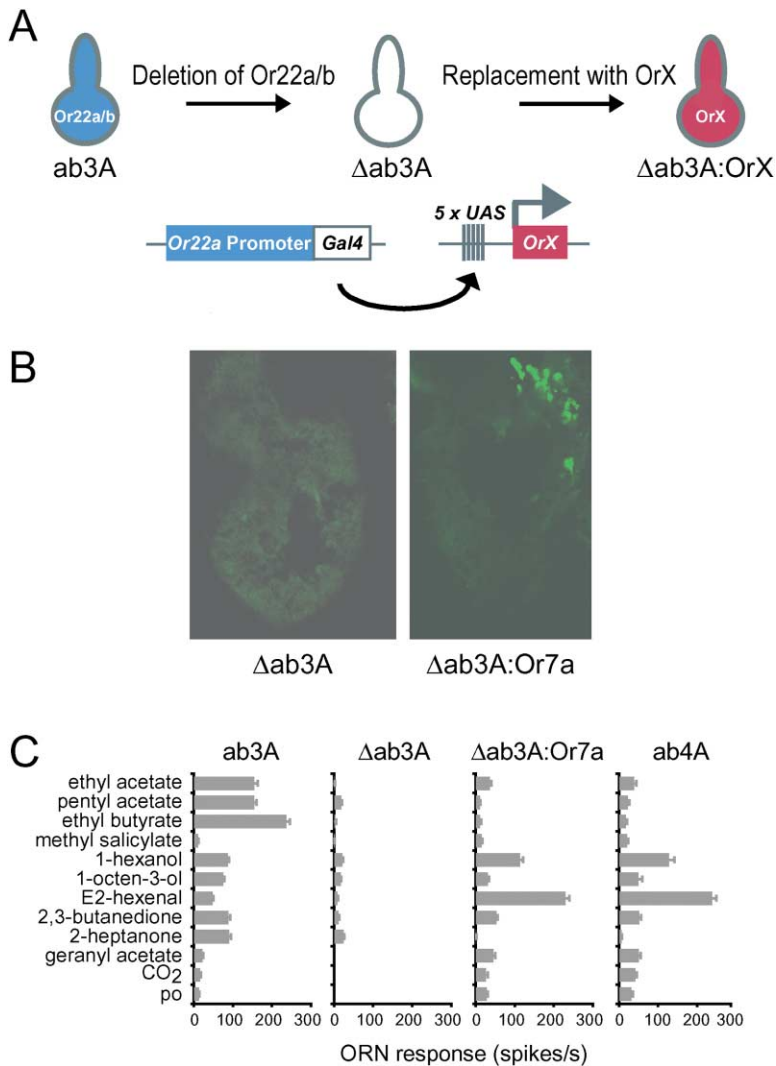 A
Deletion of Or22a/b
Replacement with OrX
Or22a/b
OrX
ab3A
Δab3A
Δab3A:OrX
5 x UAS
Or22a Promoter
Gal4
OrX
B
Δab3A
Δab3A:Or7a
C
ab3A
Δab3A
Δab3A:Or7a
ab4A
ethyl acetate
pentyl acetate
ethyl butyrate
methyl salicylate
1-hexanol
1-octen-3-ol
E2-hexenal
2,3-butanedione
2-heptanone
geranyl acetate
CO2
po
0 100 200 300
0 100 200 300
0 100 200 300
0 100 200 300
ORN response (spikes/s)